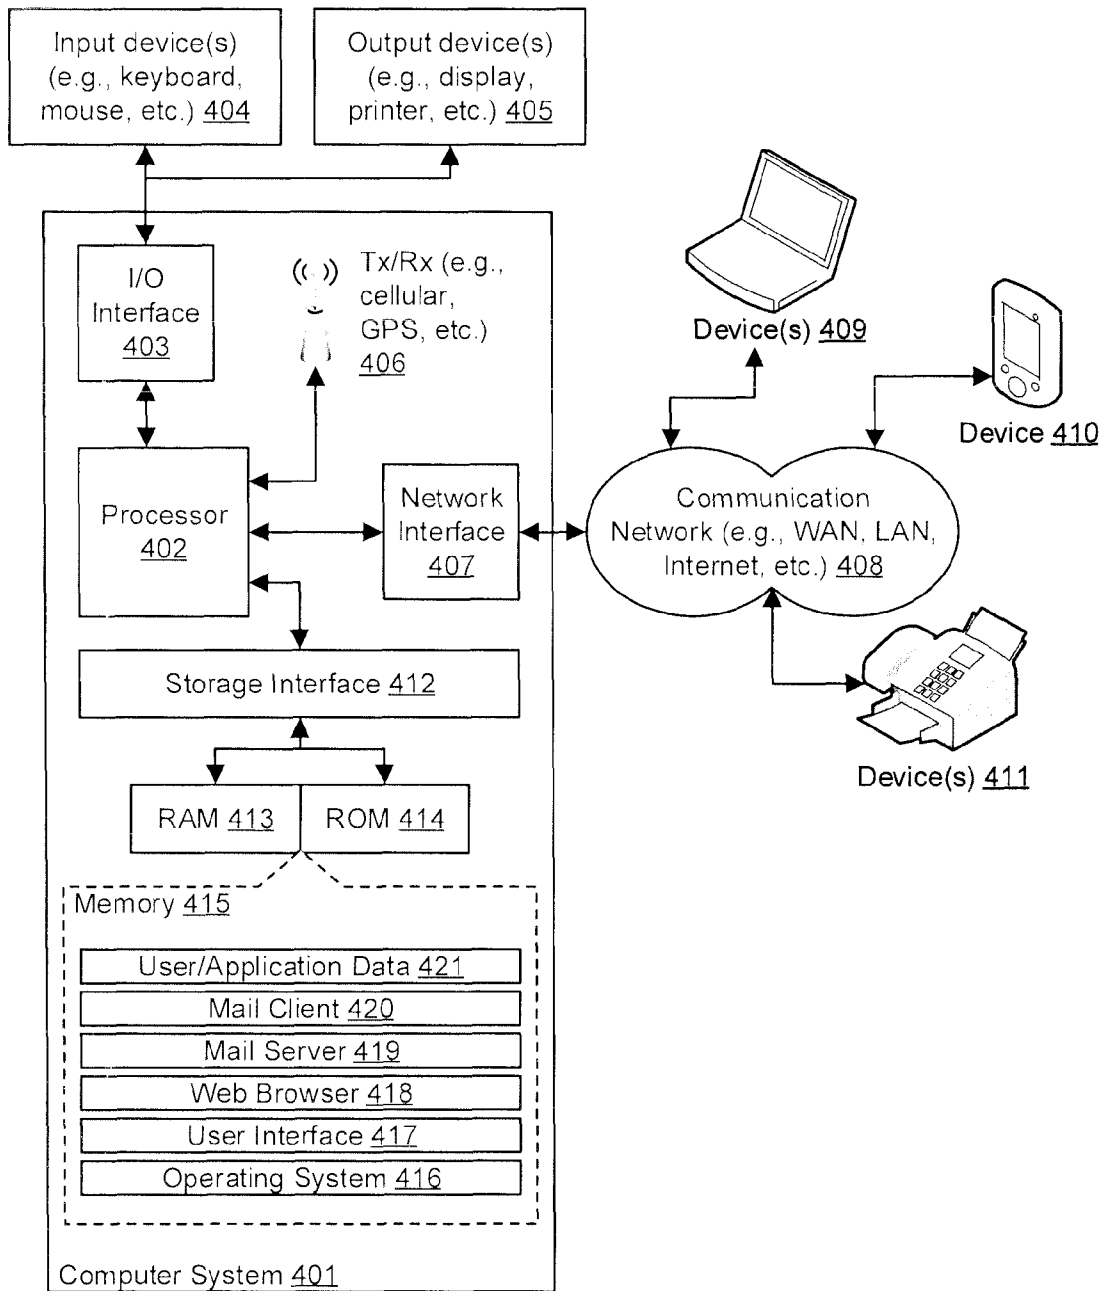 Input device(s)
(e.g., keyboard,
mouse, etc.) 404
Output device(s)
(e.g., display,
printer, etc.) 405
I/O
Interface
403
Tx/Rx (e.g.,
cellular,
GPS, etc.)
406
Device(s) 409
Device 410
Processor
402
Network
Interface
407
Communication
Network (e.g., WAN, LAN,
Internet, etc.) 408
Storage Interface 412
Device(s) 411
RAM 413
ROM 414
Memory 415
User/Application Data 421
Mail Client 420
Mail Server 419
Web Browser 418
User Interface 417
Operating System 416
Computer System 401